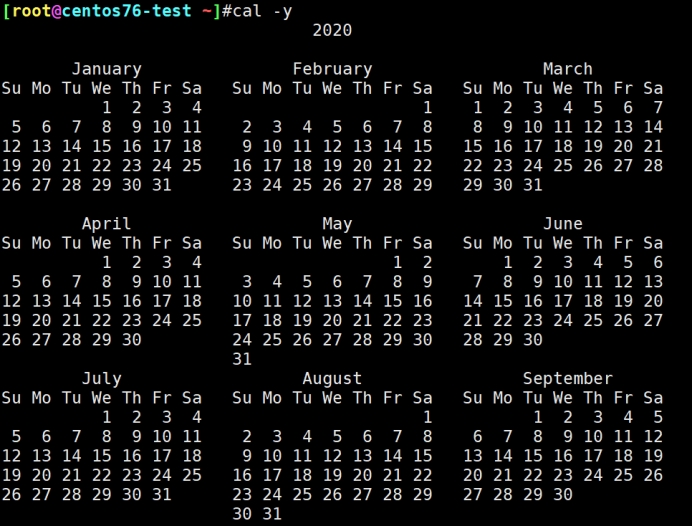 [root@centos76-test ~]#cal -y
                               2020

       January               February                 March
Su Mo Tu We Th Fr Sa   Su Mo Tu We Th Fr Sa   Su Mo Tu We Th Fr Sa
          1  2  3  4                      1    1  2  3  4  5  6  7
 5  6  7  8  9 10 11    2  3  4  5  6  7  8    8  9 10 11 12 13 14
12 13 14 15 16 17 18    9 10 11 12 13 14 15   15 16 17 18 19 20 21
19 20 21 22 23 24 25   16 17 18 19 20 21 22   22 23 24 25 26 27 28
26 27 28 29 30 31      23 24 25 26 27 28 29   29 30 31

        April                   May                   June
Su Mo Tu We Th Fr Sa   Su Mo Tu We Th Fr Sa   Su Mo Tu We Th Fr Sa
          1  2  3  4                   1  2       1  2  3  4  5  6
 5  6  7  8  9 10 11    3  4  5  6  7  8  9    7  8  9 10 11 12 13
12 13 14 15 16 17 18   10 11 12 13 14 15 16   14 15 16 17 18 19 20
19 20 21 22 23 24 25   17 18 19 20 21 22 23   21 22 23 24 25 26 27
26 27 28 29 30         24 25 26 27 28 29 30   28 29 30
                       31
        July                  August                September
Su Mo Tu We Th Fr Sa   Su Mo Tu We Th Fr Sa   Su Mo Tu We Th Fr Sa
          1  2  3  4                      1          1  2  3  4  5
 5  6  7  8  9 10 11    2  3  4  5  6  7  8    6  7  8  9 10 11 12
12 13 14 15 16 17 18    9 10 11 12 13 14 15   13 14 15 16 17 18 19
19 20 21 22 23 24 25   16 17 18 19 20 21 22   20 21 22 23 24 25 26
26 27 28 29 30 31      23 24 25 26 27 28 29   27 28 29 30
                       30 31